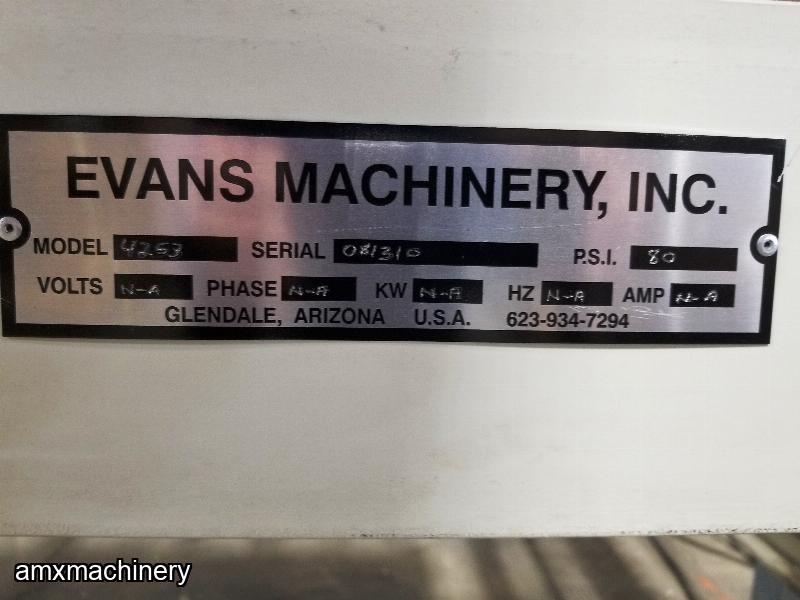 EVANS MACHINERY, INC.
MODEL 4253 SERIAL 081310 P.S.I. 80
VOLTS N-A PHASE N-A KW N-A HZ N-A AMP N-A
GLENDALE, ARIZONA U.S.A. 623-934-7294
amxmachinery